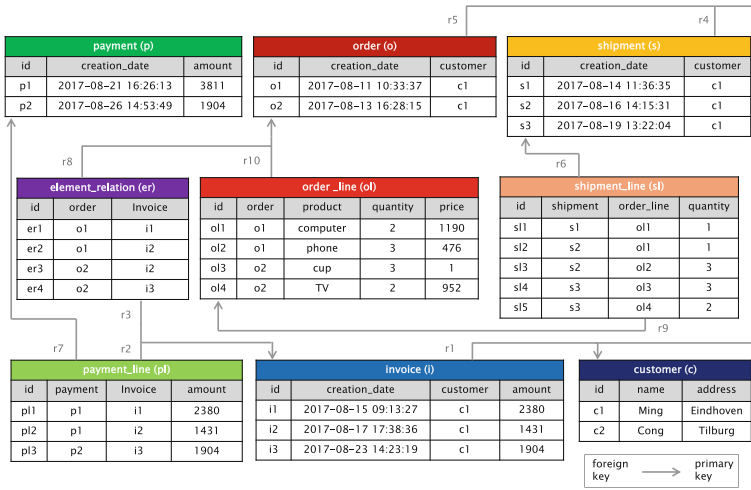 r5 r4
payment (p)
id creation_date amount
p1 2017-08-21 16:26:13 3811
p2 2017-08-26 14:53:49 1904
order (o)
id creation_date customer
o1 2017-08-11 10:33:37 c1
o2 2017-08-13 16:28:15 c1
shipment (s)
id creation_date customer
s1 2017-08-14 11:36:35 c1
s2 2017-08-16 14:15:31 c1
s3 2017-08-19 13:22:04 c1
r8 r10 r6
element_relation (er)
id order Invoice
er1 o1 i1
er2 o1 i2
er3 o2 i2
er4 o2 i3
order _line (ol)
id order product quantity price
ol1 o1 computer 2 1190
ol2 o1 phone 3 476
ol3 o2 cup 3 1
ol4 o2 TV 2 952
shipment_line (sl)
id shipment order_line quantity
sl1 s1 ol1 1
sl2 s2 ol1 1
sl3 s2 ol2 3
sl4 s3 ol3 3
sl5 s3 ol4 2
r3 r9
r7 r2 r1
payment_line (pl)
id payment Invoice amount
pl1 p1 i1 2380
pl2 p1 i2 1431
pl3 p2 i3 1904
invoice (i)
id creation_date customer amount
i1 2017-08-15 09:13:27 c1 2380
i2 2017-08-17 17:38:36 c1 1431
i3 2017-08-23 14:23:19 c1 1904
customer (c)
id name address
c1 Ming Eindhoven
c2 Cong Tilburg
foreign primary
key key